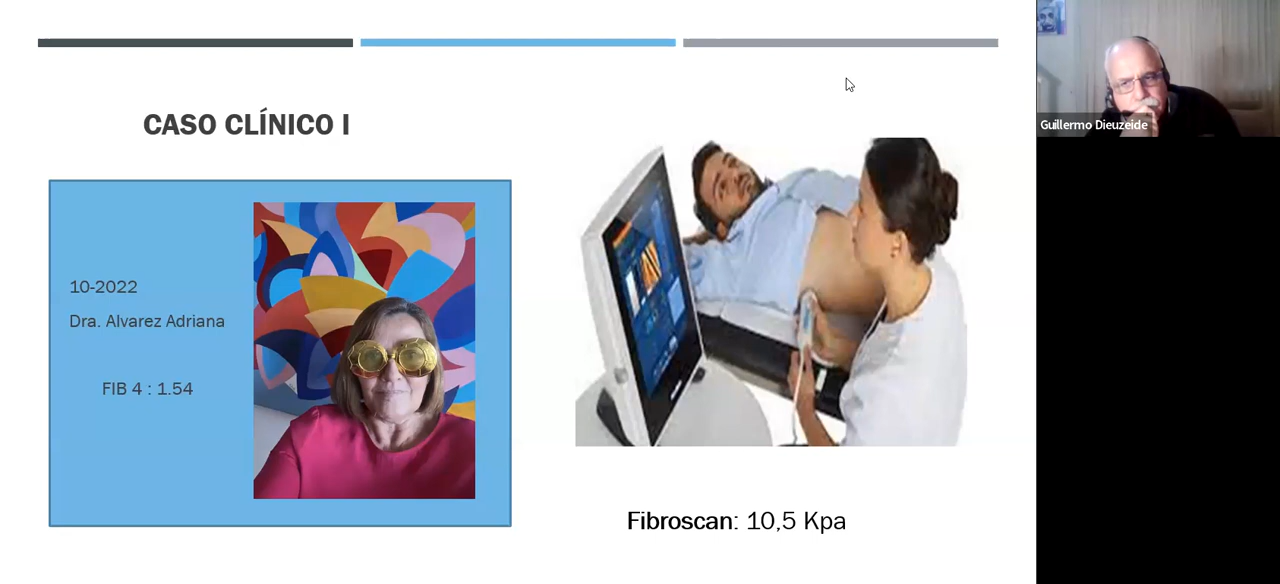 CASO CLÍNICO I
10-2022
Dra. Alvarez Adriana
FIB 4 : 1.54
Fibroscan: 10,5 Kpa
Guillermo Dieuzeide